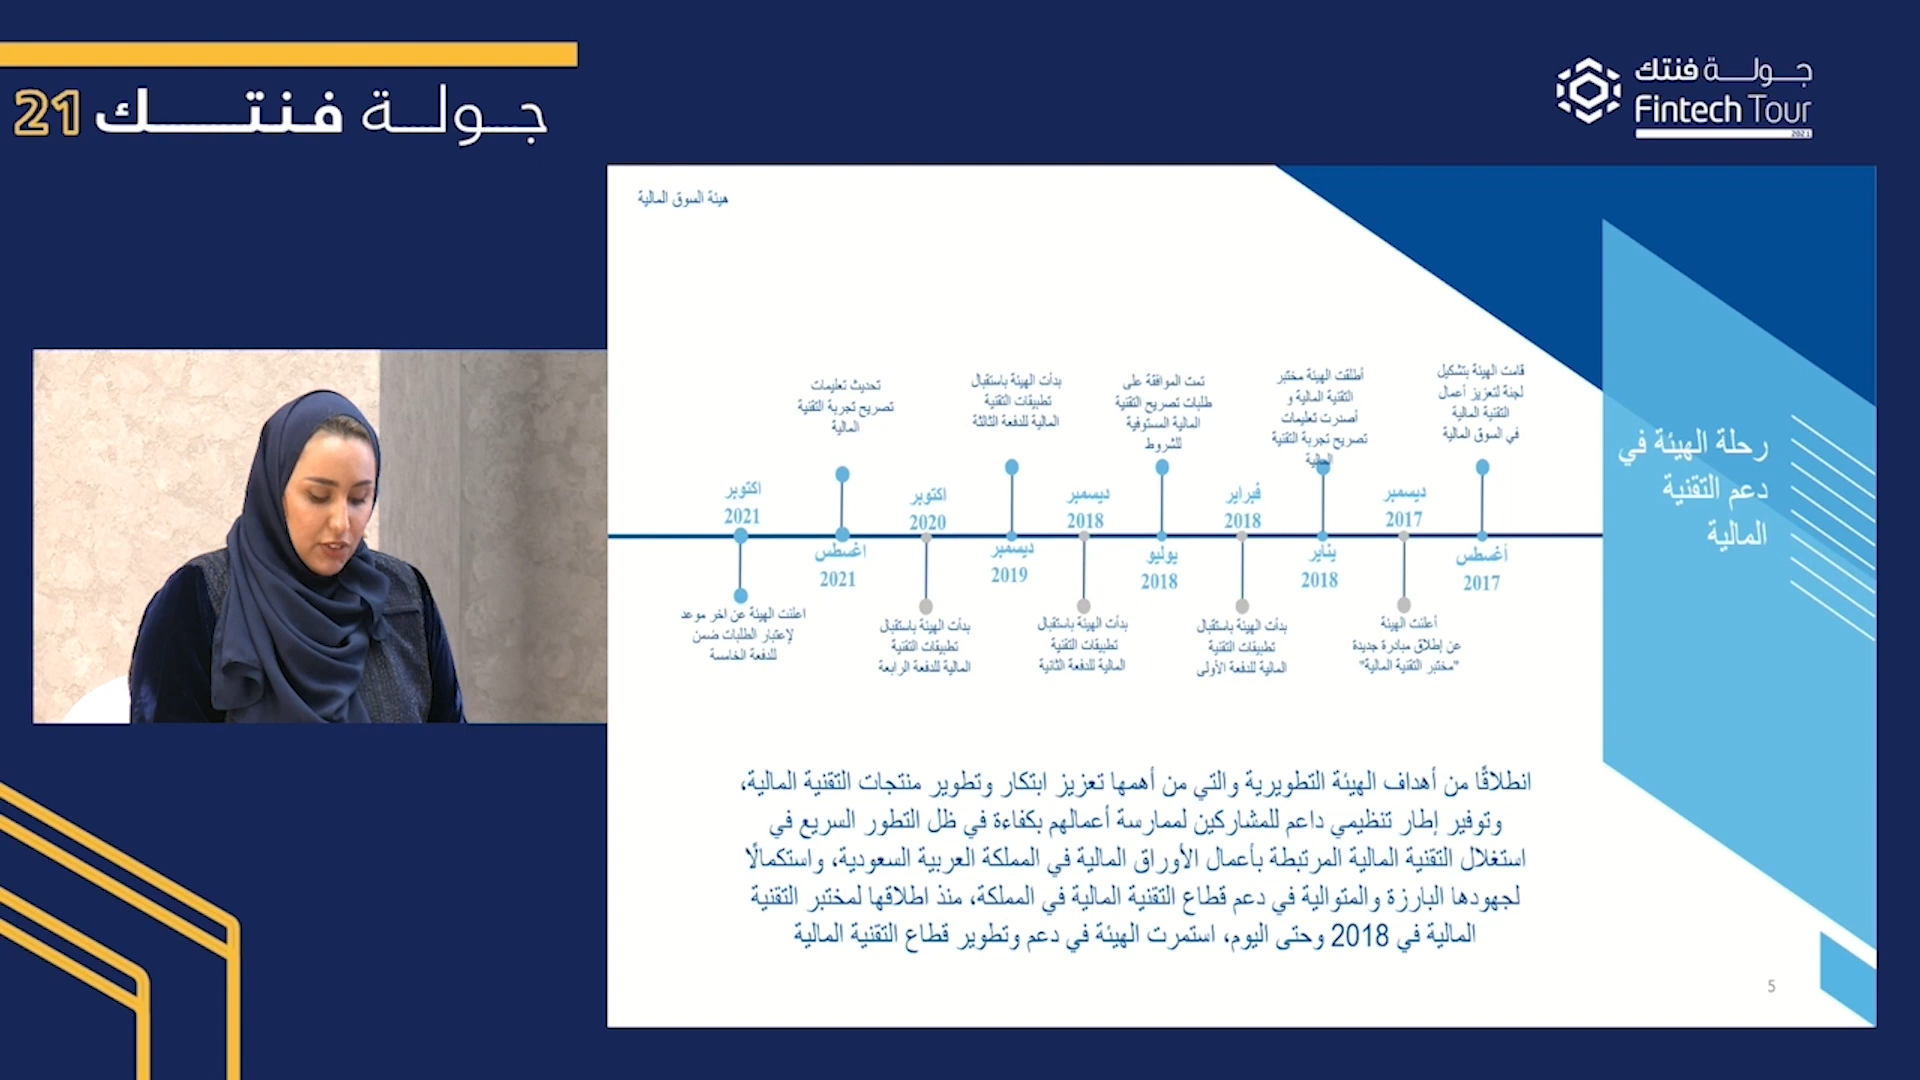 جولة فنتك 21
جولة فنتك
Fintech Tour
2021
هيئة السوق المالية
رحلة الهيئة في
دعم التقنية
المالية
قامت الهيئة بتشكيل
لجنة لتعزيز أعمال
التقنية المالية
في السوق المالية
أغسطس
2017
ديسمبر
2017
أعلنت الهيئة
عن إطلاق مبادرة جديدة
"مختبر التقنية المالية"
أطلقت الهيئة مختبر
التقنية المالية و
أصدرت تعليمات
تصريح تجربة التقنية
المالية
يناير
2018
فبراير
2018
بدأت الهيئة باستقبال
تطبيقات التقنية
المالية للدفعة الأولى
تمت الموافقة على
طلبات تصريح التقنية
المالية المستوفية
للشروط
يوليو
2018
ديسمبر
2018
بدأت الهيئة باستقبال
تطبيقات التقنية
المالية للدفعة الثانية
بدأت الهيئة باستقبال
تطبيقات التقنية
المالية للدفعة الثالثة
ديسمبر
2019
اكتوبر
2020
بدأت الهيئة باستقبال
تطبيقات التقنية
المالية للدفعة الرابعة
تحديث تعليمات
تصريح تجربة التقنية
المالية
اغسطس
2021
اكتوبر
2021
اعلنت الهيئة عن اخر موعد
لإعتبار الطلبات ضمن
للدفعة الخامسة
انطلاقًا من أهداف الهيئة التطويرية والتي من أهمها تعزيز ابتكار وتطوير منتجات التقنية المالية،
وتوفير إطار تنظيمي داعم للمشاركين لممارسة أعمالهم بكفاءة في ظل التطور السريع في
استغلال التقنية المالية المرتبطة بأعمال الأوراق المالية في المملكة العربية السعودية، واستكمالًا
لجهودها البارزة والمتوالية في دعم قطاع التقنية المالية في المملكة، منذ اطلاقها لمختبر التقنية
المالية في 2018 وحتى اليوم، استمرت الهيئة في دعم وتطوير قطاع التقنية المالية
5